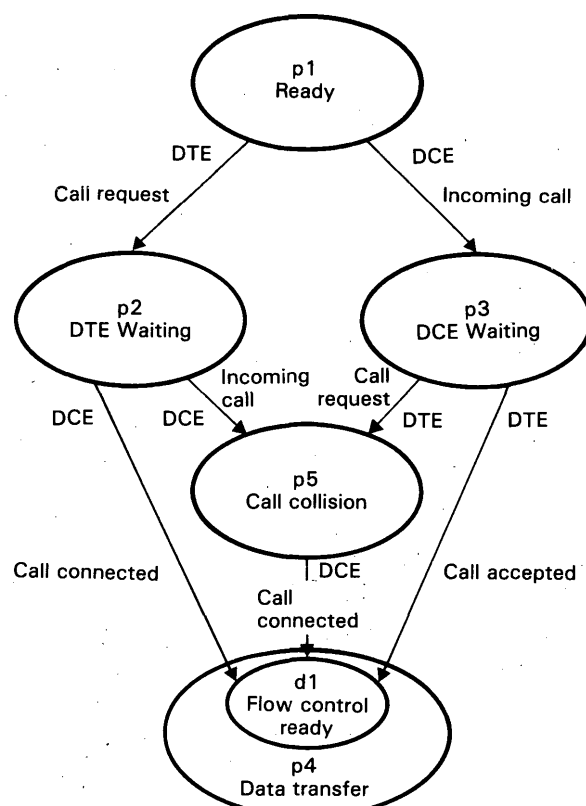 p1
Ready
DTE
DCE
Call request
Incoming call
p2
DTE Waiting
p3
DCE Waiting
Incoming
call
Call
request
DCE
DCE
DTE
DTE
p5
Call collision
Call connected
DCE
Call accepted
Call
connected
d1
Flow control
ready
p4
Data transfer